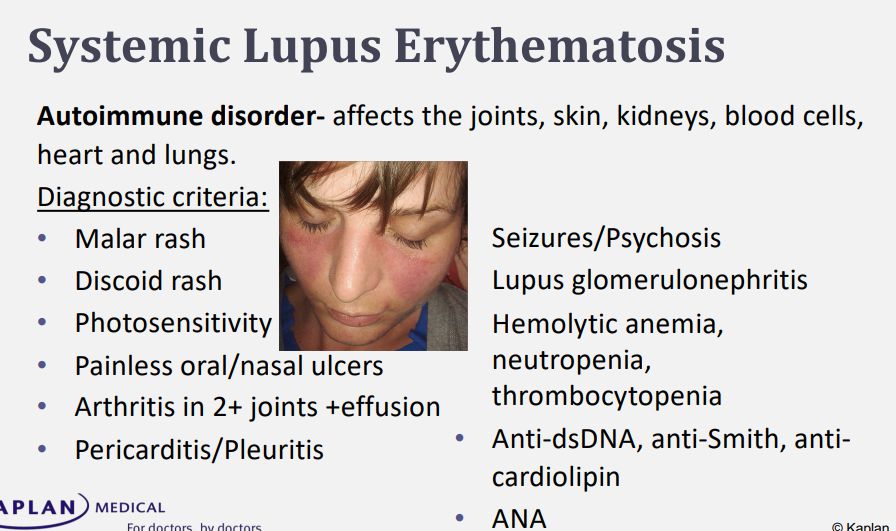 Systemic Lupus Erythematosis
Autoimmune disorder- affects the joints, skin, kidneys, blood cells,
heart and lungs.
Diagnostic criteria:
• Malar rash
• Discoid rash
• Photosensitivity
• Painless oral/nasal ulcers
• Arthritis in 2+ joints +effusion
• Pericarditis/Pleuritis
Seizures/Psychosis
Lupus glomerulonephritis
Hemolytic anemia,
neutropenia,
thrombocytopenia
• Anti-dsDNA, anti-Smith, anti-
cardiolipin
• ANA
APLAN MEDICAL
For doctors, by doctors
© Kaplan